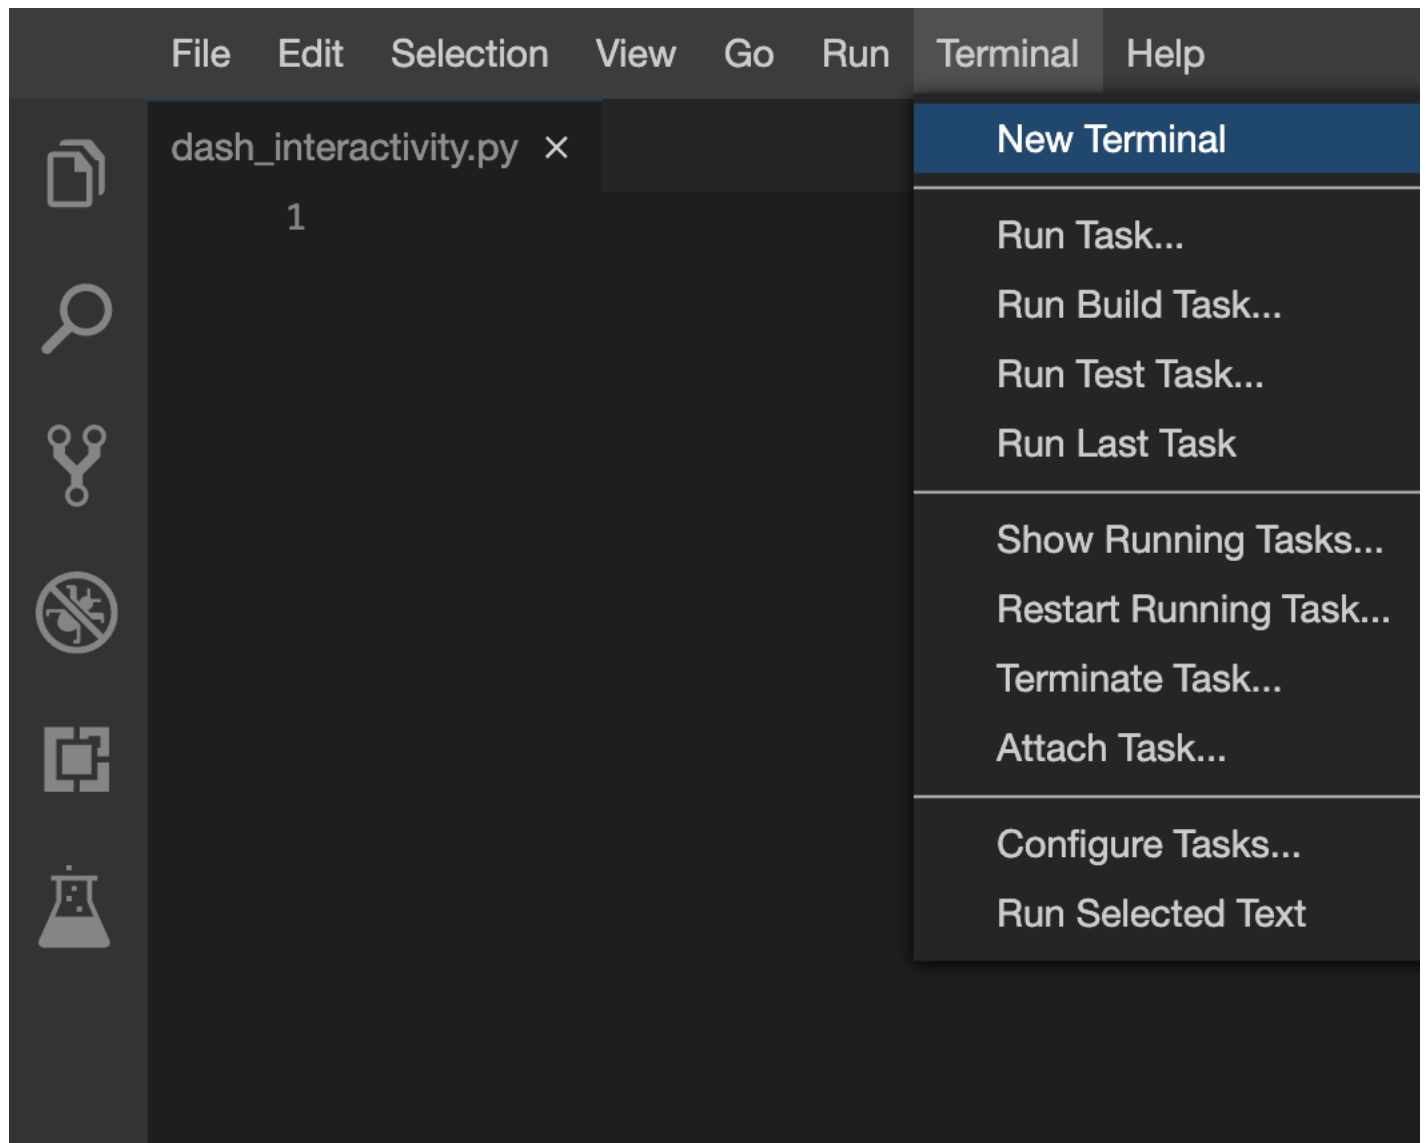 File Edit Selection View Go Run Terminal Help
dash_interactivity.py ×
1
New Terminal
Run Task...
Run Build Task...
Run Test Task...
Run Last Task
Show Running Tasks...
Restart Running Task...
Terminate Task...
Attach Task...
Configure Tasks...
Run Selected Text